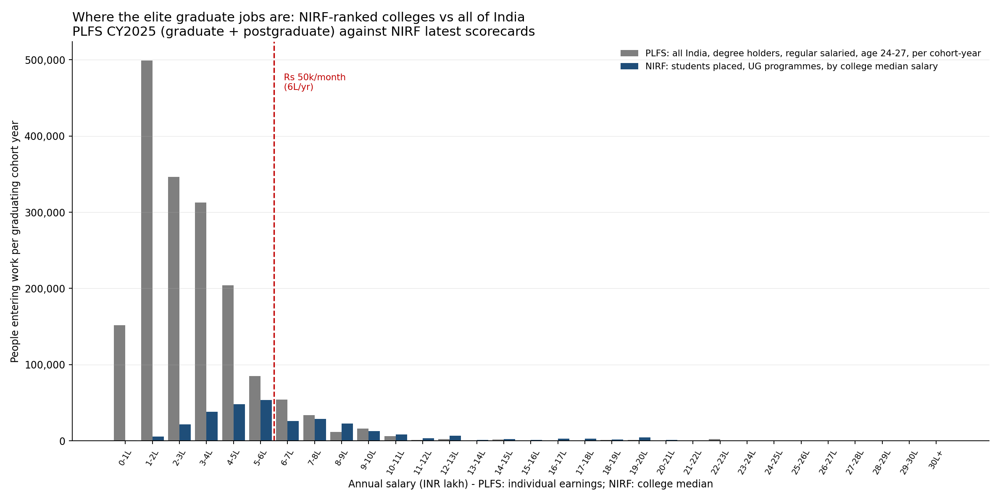 Where the elite graduate jobs are: NIRF-ranked colleges vs all of India
PLFS CY2025 (graduate + postgraduate) against NIRF latest scorecards
PLFS: all India, degree holders, regular salaried, age 24-27, per cohort-year
NIRF: students placed, UG programmes, by college median salary
Rs 50k/month
(6L/yr)
People entering work per graduating cohort year
500,000
400,000
300,000
200,000
100,000
0
0-1L
1-2L
2-3L
3-4L
4-5L
5-6L
6-7L
7-8L
8-9L
9-10L
10-11L
11-12L
12-13L
13-14L
14-15L
15-16L
16-17L
17-18L
18-19L
19-20L
20-21L
21-22L
22-23L
23-24L
24-25L
25-26L
26-27L
27-28L
28-29L
29-30L
30L+
Annual salary (INR lakh) - PLFS: individual earnings; NIRF: college median